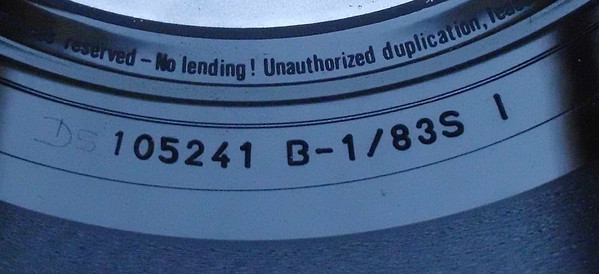 reserved – No lending! Unauthorized duplication,
DS 105241 B-1/83S I